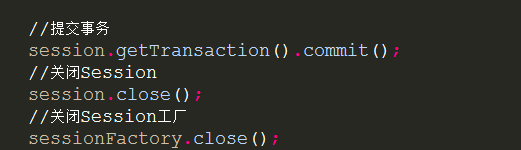 //提交事务
session.getTransaction().commit();
//关闭Session
session.close();
//关闭Session工厂
sessionFactory.close();